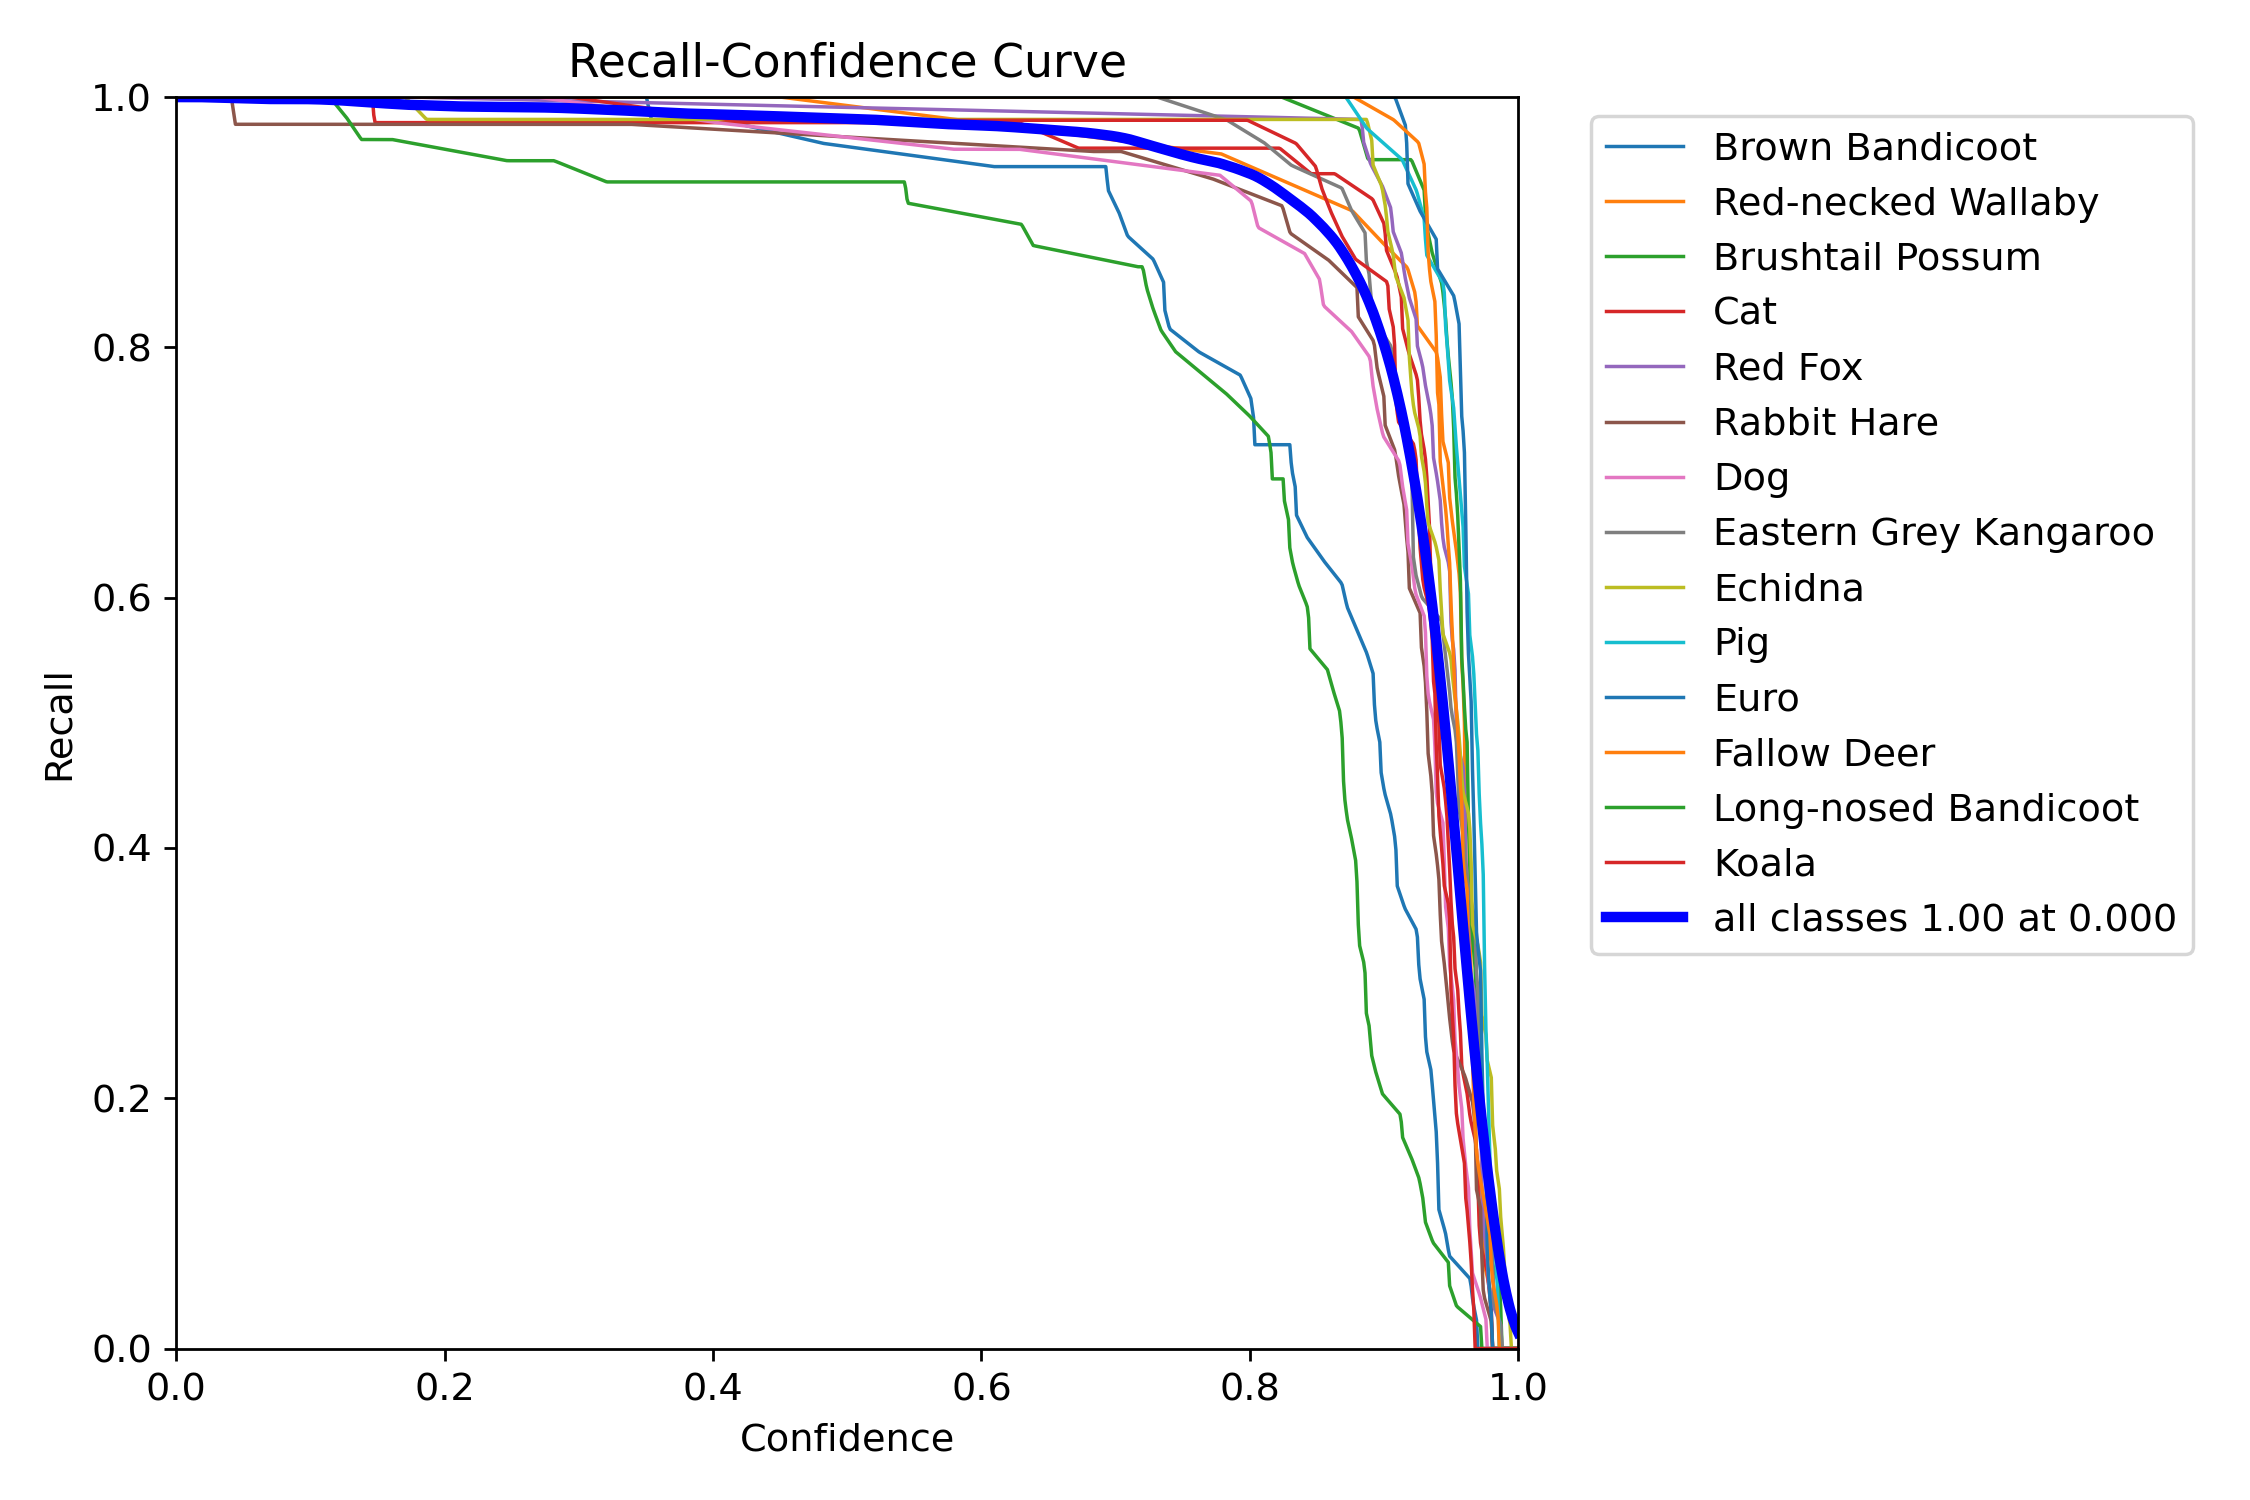 Recall-Confidence Curve
1.0
0.8
0.6
0.4
0.2
0.0
Recall
0.0 0.2 0.4 0.6 0.8 1.0
Confidence
Brown Bandicoot
Red-necked Wallaby
Brushtail Possum
Cat
Red Fox
Rabbit Hare
Dog
Eastern Grey Kangaroo
Echidna
Pig
Euro
Fallow Deer
Long-nosed Bandicoot
Koala
all classes 1.00 at 0.000